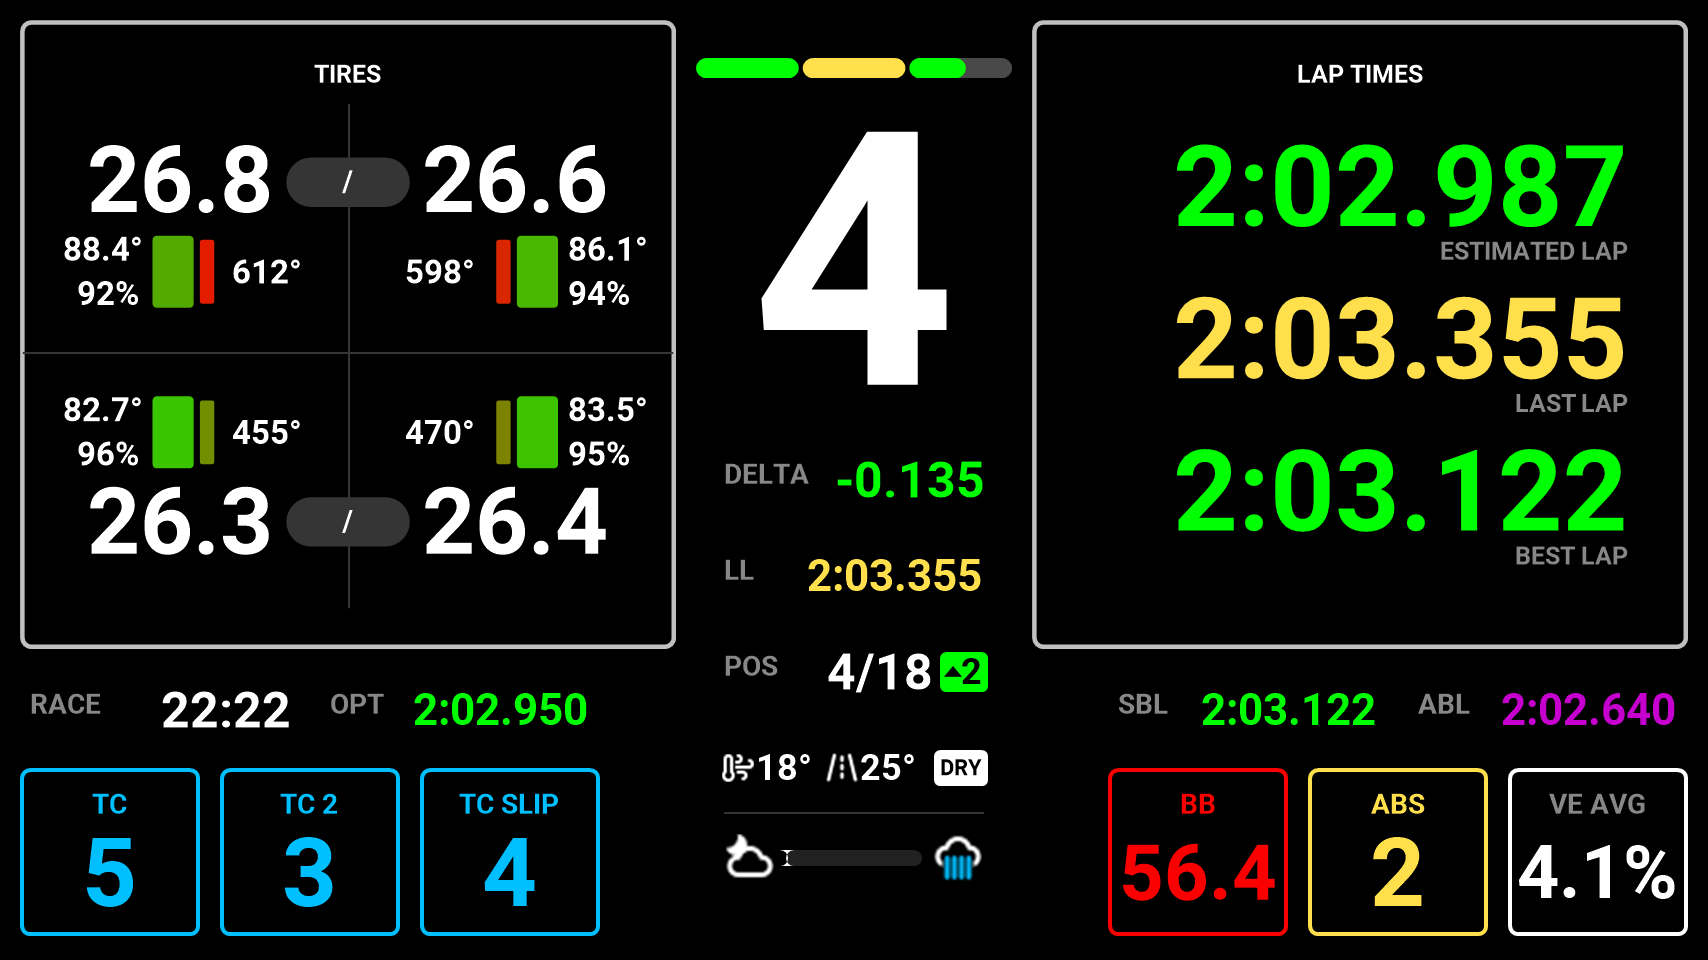 TIRES
26.8 / 26.6
88.4° 612° 598° 86.1°
92% 94%
82.7° 455° 470° 83.5°
96% 95%
26.3 / 26.4
4
DELTA -0.135
LL 2:03.355
POS 4/18 2
18° 25° DRY
LAP TIMES
2:02.987
ESTIMATED LAP
2:03.355
LAST LAP
2:03.122
BEST LAP
RACE 22:22 OPT 2:02.950
SBL 2:03.122 ABL 2:02.640
TC
5
TC 2
3
TC SLIP
4
BB
56.4
ABS
2
VE AVG
4.1%